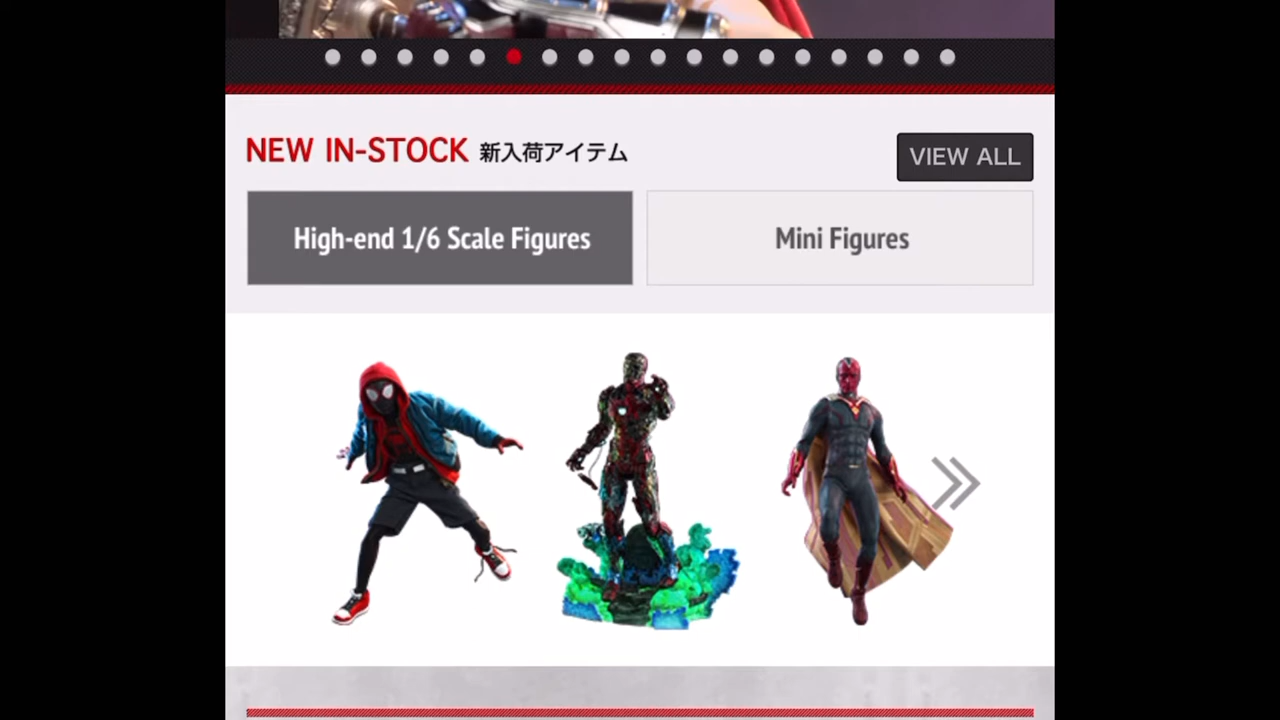 NEW IN-STOCK 新入荷アイテム
VIEW ALL
High-end 1/6 Scale Figures
Mini Figures